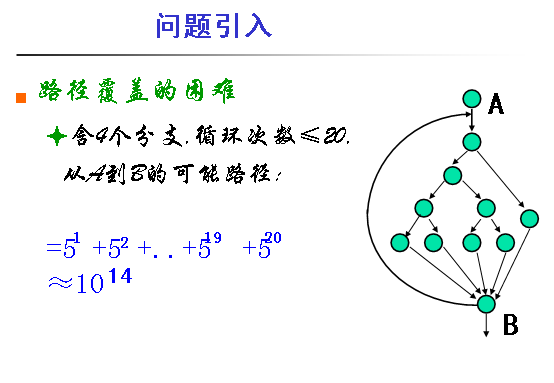 问题引入
路径覆盖的困难
含4个分支,循环次数≤20,
从A到B的可能路径:
=5¹ +5² +. . +5¹⁹ +5²⁰
≈10¹⁴
A
B